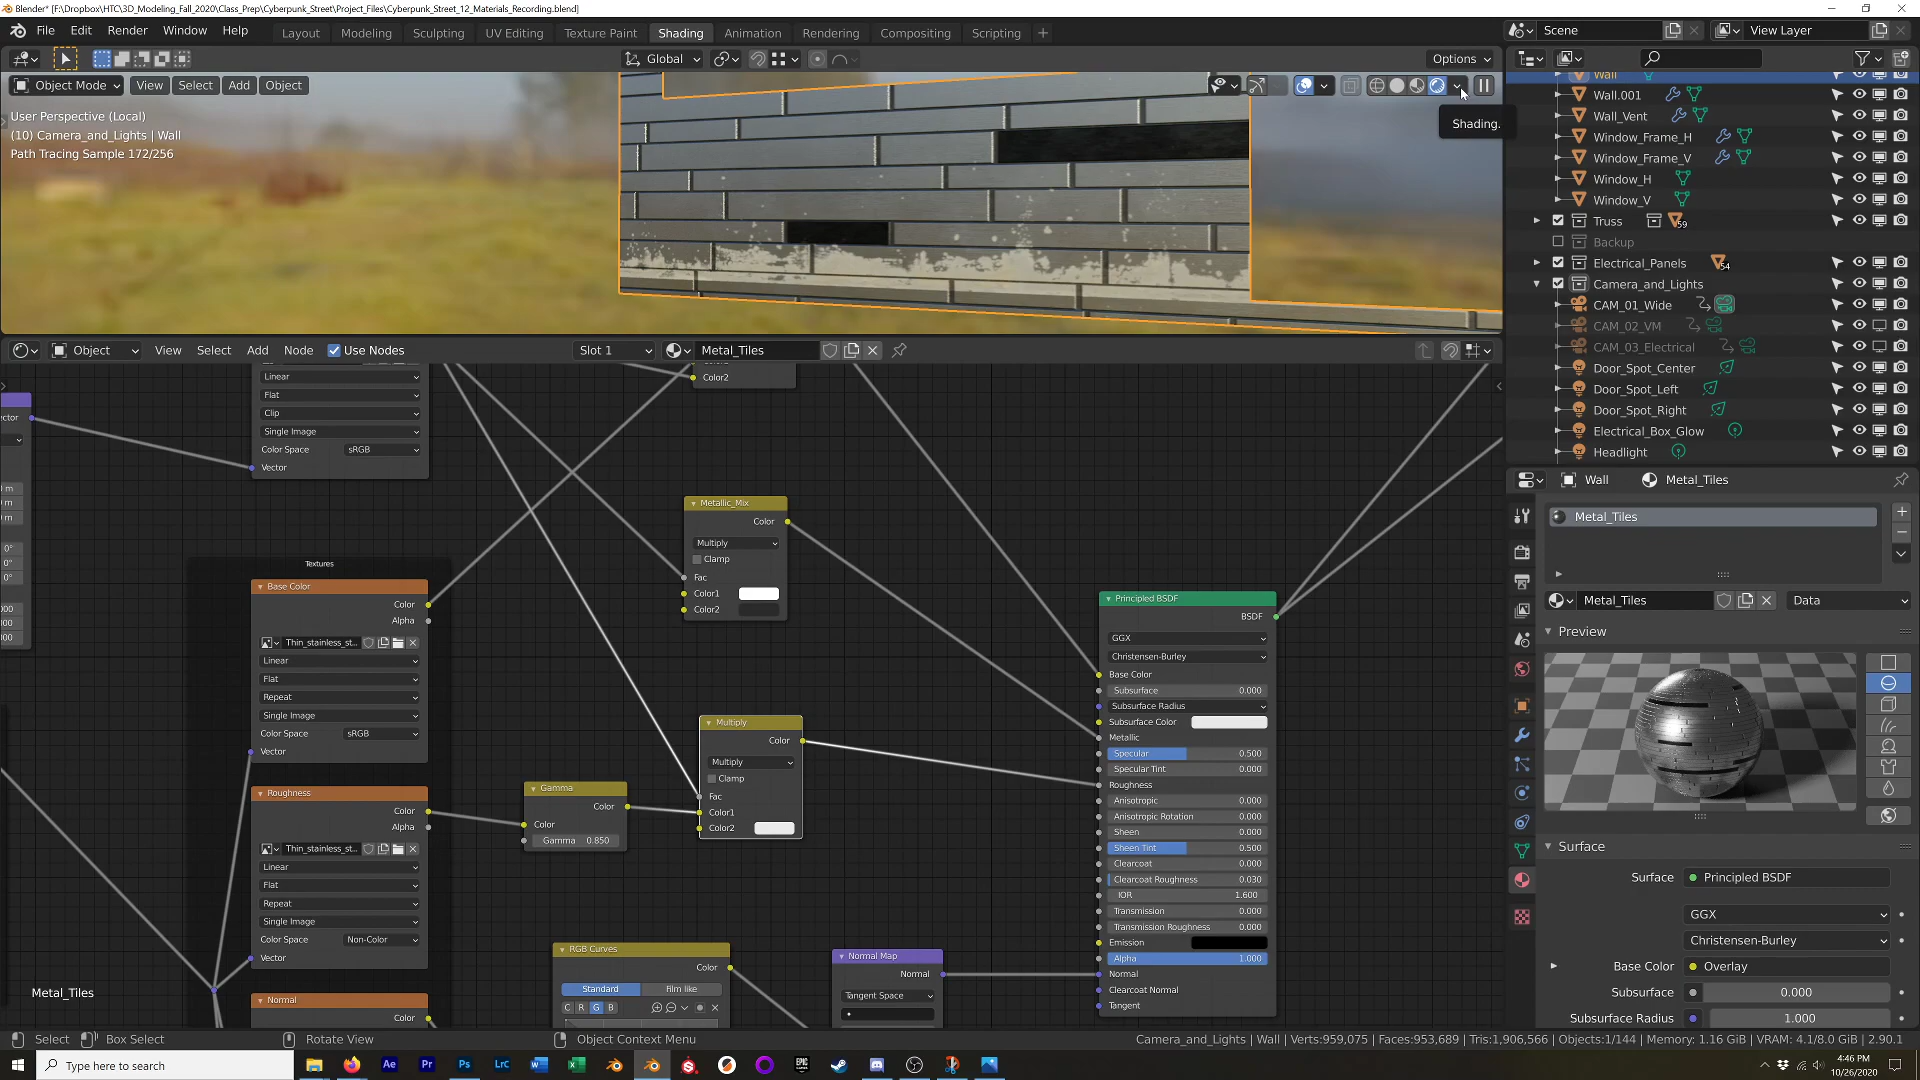 Blender* [F:\Dropbox\HTC\3D_Modeling_Fall_2020\Class_Prep\Cyberpunk_Street\Project_Files\Cyberpunk_Street_12_Materials_Recording.blend]
File Edit Render Window Help
Layout Modeling Sculpting UV Editing Texture Paint Shading Animation Rendering Compositing Scripting
Scene
View Layer
Global
Options
Object Mode View Select Add Object
User Perspective (Local)
(10) Camera_and_Lights | Wall
Path Tracing Sample 172/256
Shading.
Wall
Wall.001
Wall_Vent
Window_Frame_H
Window_Frame_V
Window_H
Window_V
Truss 59
Backup
Electrical_Panels 54
Camera_and_Lights
CAM_01_Wide
CAM_02_VM
CAM_03_Electrical
Door_Spot_Center
Door_Spot_Left
Door_Spot_Right
Electrical_Box_Glow
Headlight
Object View Select Add Node Use Nodes Slot 1 Metal_Tiles
Linear
Flat
Clip
Single Image
Color Space sRGB
Vector
Color2
Metallic_Mix
Color
Multiply
Clamp
Fac
Color1
Color2
Textures
Base Color
Color
Alpha
Thin_stainless_st..
Linear
Flat
Repeat
Single Image
Color Space sRGB
Vector
Roughness
Color
Alpha
Thin_stainless_st..
Linear
Flat
Repeat
Single Image
Color Space Non-Color
Vector
Normal
Color
Gamma
Color
Color
Gamma 0.850
Multiply
Color
Multiply
Clamp
Fac
Color1
Color2
RGB Curves
Color
Standard Film like
C R G B
Normal Map
Normal
Tangent Space
Principled BSDF
BSDF
GGX
Christensen-Burley
Base Color
Subsurface 0.000
Subsurface Radius
Subsurface Color
Metallic
Specular 0.500
Specular Tint 0.000
Roughness
Anisotropic 0.000
Anisotropic Rotation 0.000
Sheen 0.000
Sheen Tint 0.500
Clearcoat 0.000
Clearcoat Roughness 0.030
IOR 1.600
Transmission 0.000
Transmission Roughness 0.000
Emission
Alpha 1.000
Normal
Clearcoat Normal
Tangent
Metal_Tiles
Wall Metal_Tiles
Metal_Tiles
Metal_Tiles Data
Preview
Surface
Surface Principled BSDF
GGX
Christensen-Burley
Base Color Overlay
Subsurface 0.000
Subsurface Radius 1.000
Select Box Select Rotate View Object Context Menu
Camera_and_Lights | Wall | Verts:959,075 | Faces:953,689 | Tris:1,906,566 | Objects:1/144 | Memory: 1.16 GiB | VRAM: 4.1/8.0 GiB | 2.90.1
Type here to search
4:46 PM
10/26/2020